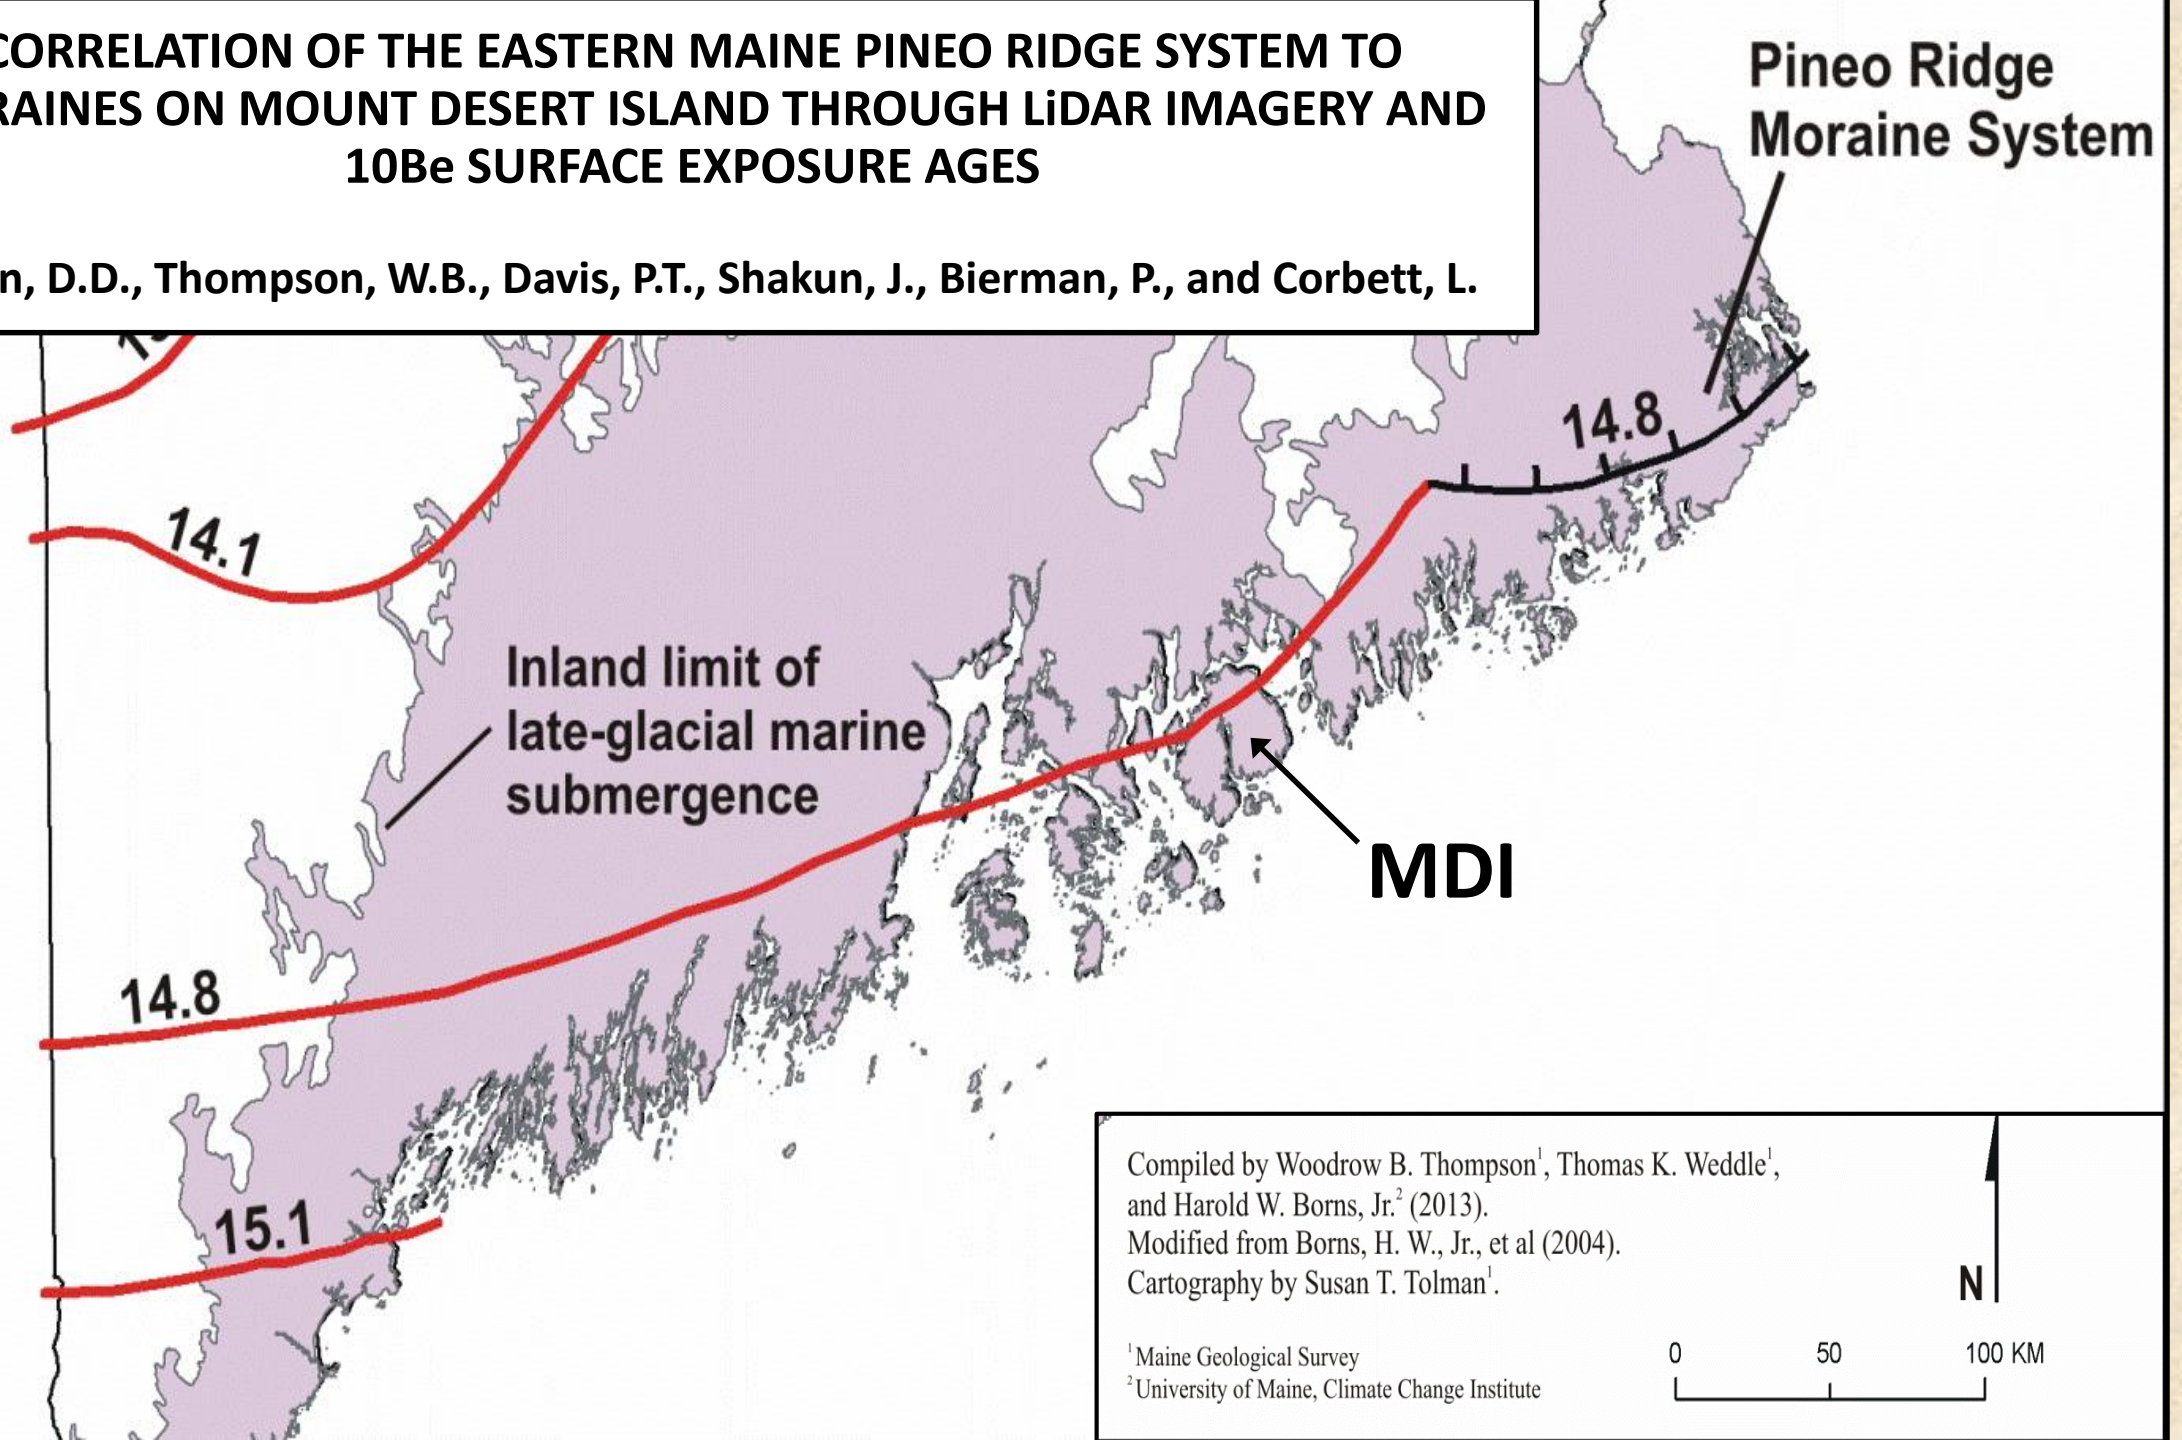 CORRELATION OF THE EASTERN MAINE PINEO RIDGE SYSTEM TO
RAINES ON MOUNT DESERT ISLAND THROUGH LiDAR IMAGERY AND
10Be SURFACE EXPOSURE AGES
n, D.D., Thompson, W.B., Davis, P.T., Shakun, J., Bierman, P., and Corbett, L.
Pineo Ridge
Moraine System
14.8
14.1
Inland limit of
late-glacial marine
submergence
MDI
14.8
15.1
Compiled by Woodrow B. Thompson¹, Thomas K. Weddle¹,
and Harold W. Borns, Jr.² (2013).
Modified from Borns, H. W., Jr., et al (2004).
Cartography by Susan T. Tolman¹.
¹Maine Geological Survey
²University of Maine, Climate Change Institute
N
0 50 100 KM